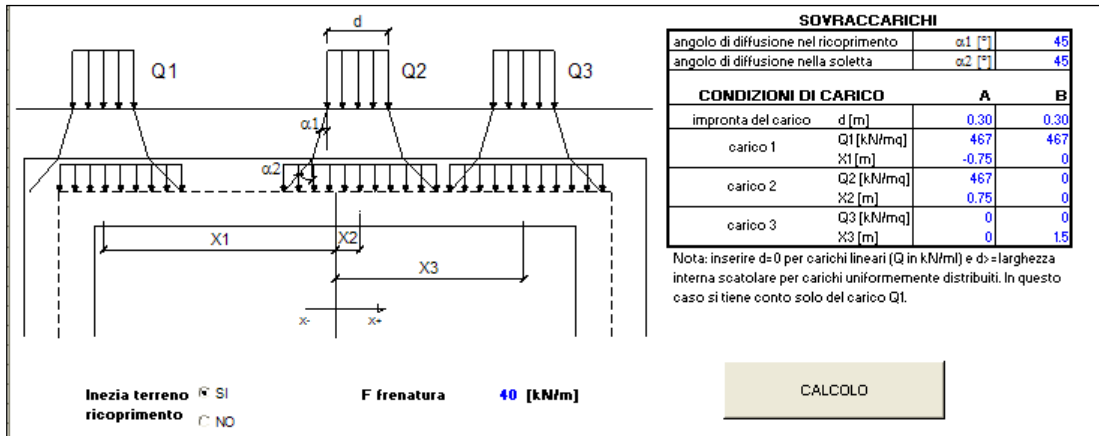 d
Q1
Q2
Q3
α1
α2
X1
X2
X3
x-
x+
SOVRACCARICHI
angolo di diffusione nel ricoprimento α1 [°] 45
angolo di diffusione nella soletta α2 [°] 45
CONDIZIONI DI CARICO A B
impronta del carico d [m] 0.30 0.30
carico 1 Q1[kN/mq] 467 467
X1 [m] -0.75 0
carico 2 Q2 [kN/mq] 467 0
X2 [m] 0.75 0
carico 3 Q3 [kN/mq] 0 0
X3 [m] 0 1.5
Nota: inserire d=0 per carichi lineari (Q in kN/ml) e d>=larghezza
interna scatolare per carichi uniformemente distribuiti. In questo
caso si tiene conto solo del carico Q1.
Inezia terreno SI
ricoprimento NO
F frenatura 40 [kN/m]
CALCOLO